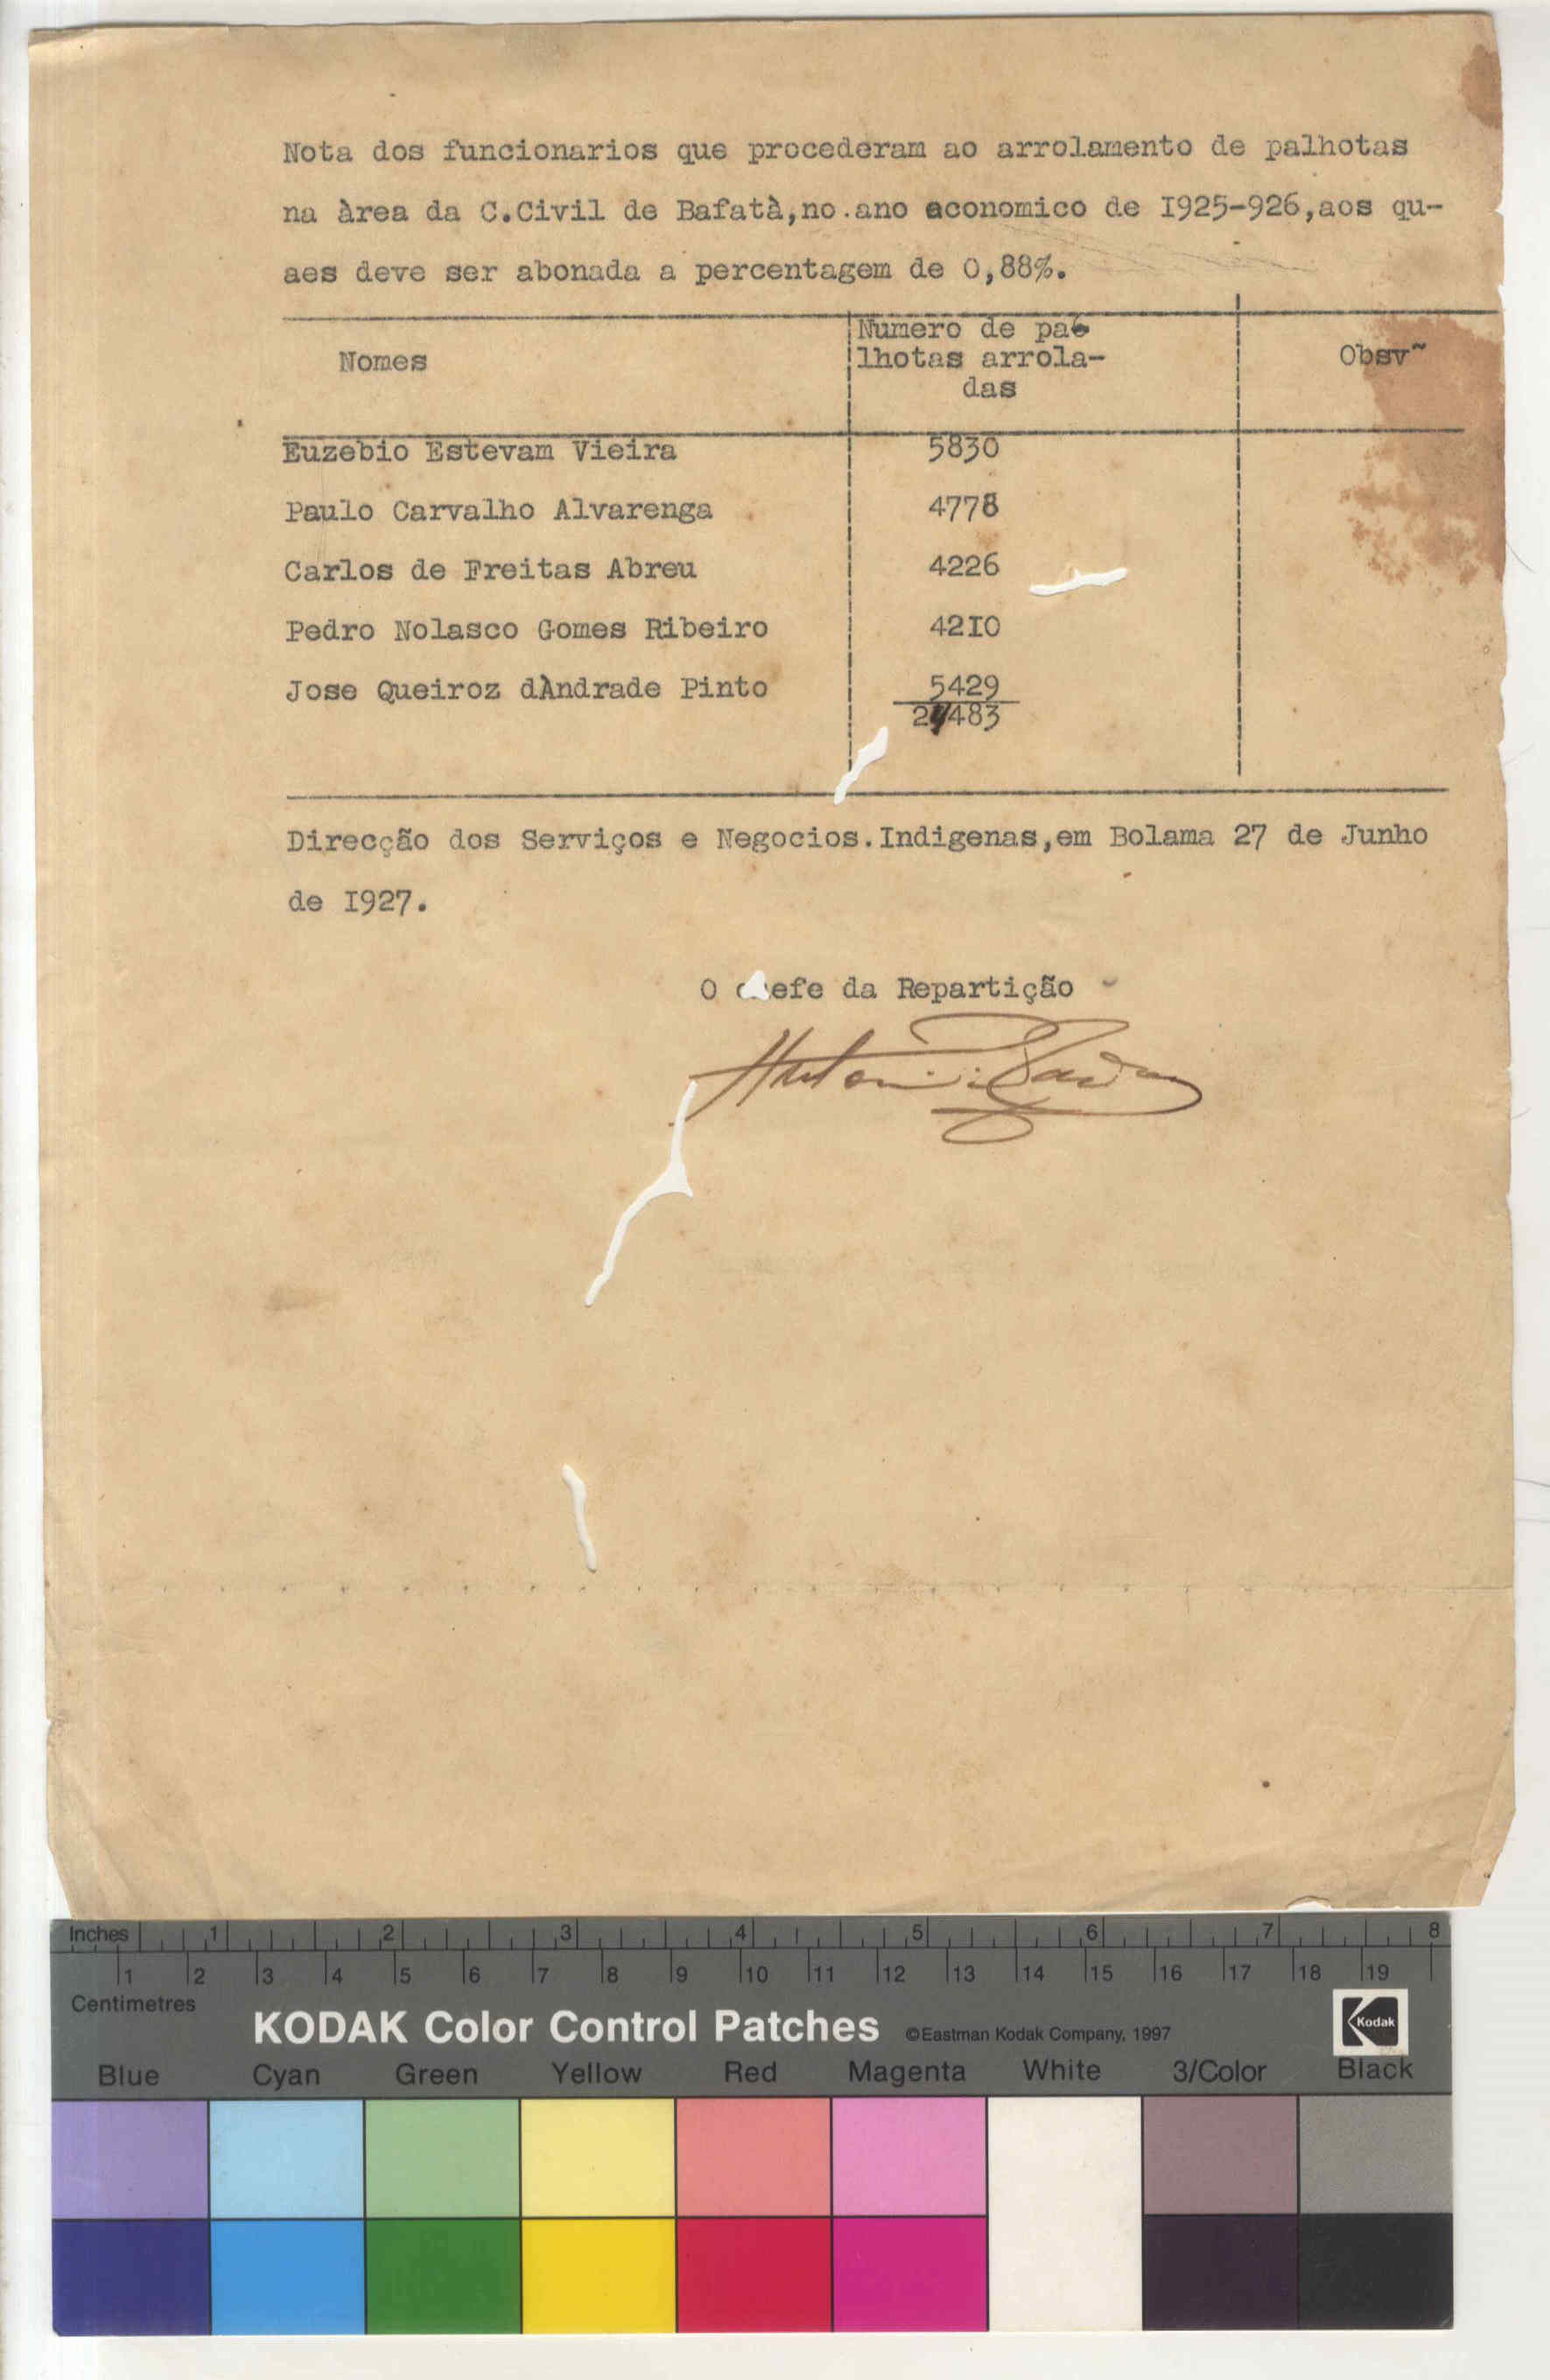 Nota dos funcionarios que procederam ao arrolamento de palhotas
na àrea da C.Civil de Bafatà,no.ano economico de I925-926,aos qu-
aes deve ser abonada a percentagem de 0,88%.
Nomes
Numero de pa-
lhotas arrola-
das
Obsv~
Euzebio Estevam Vieira 5830
Paulo Carvalho Alvarenga 4778
Carlos de Freitas Abreu 4226
Pedro Nolasco Gomes Ribeiro 42I0
Jose Queiroz dÀndrade Pinto 5429
24483
Direcção dos Serviços e Negocios.Indigenas,em Bolama 27 de Junho
de I927.
O chefe da Repartição
Inches 1 2 3 4 5 6 7 8
1 2 3 4 5 6 7 8 9 10 11 12 13 14 15 16 17 18 19
Centimetres
KODAK Color Control Patches ©Eastman Kodak Company, 1997 Kodak
Blue Cyan Green Yellow Red Magenta White 3/Color Black